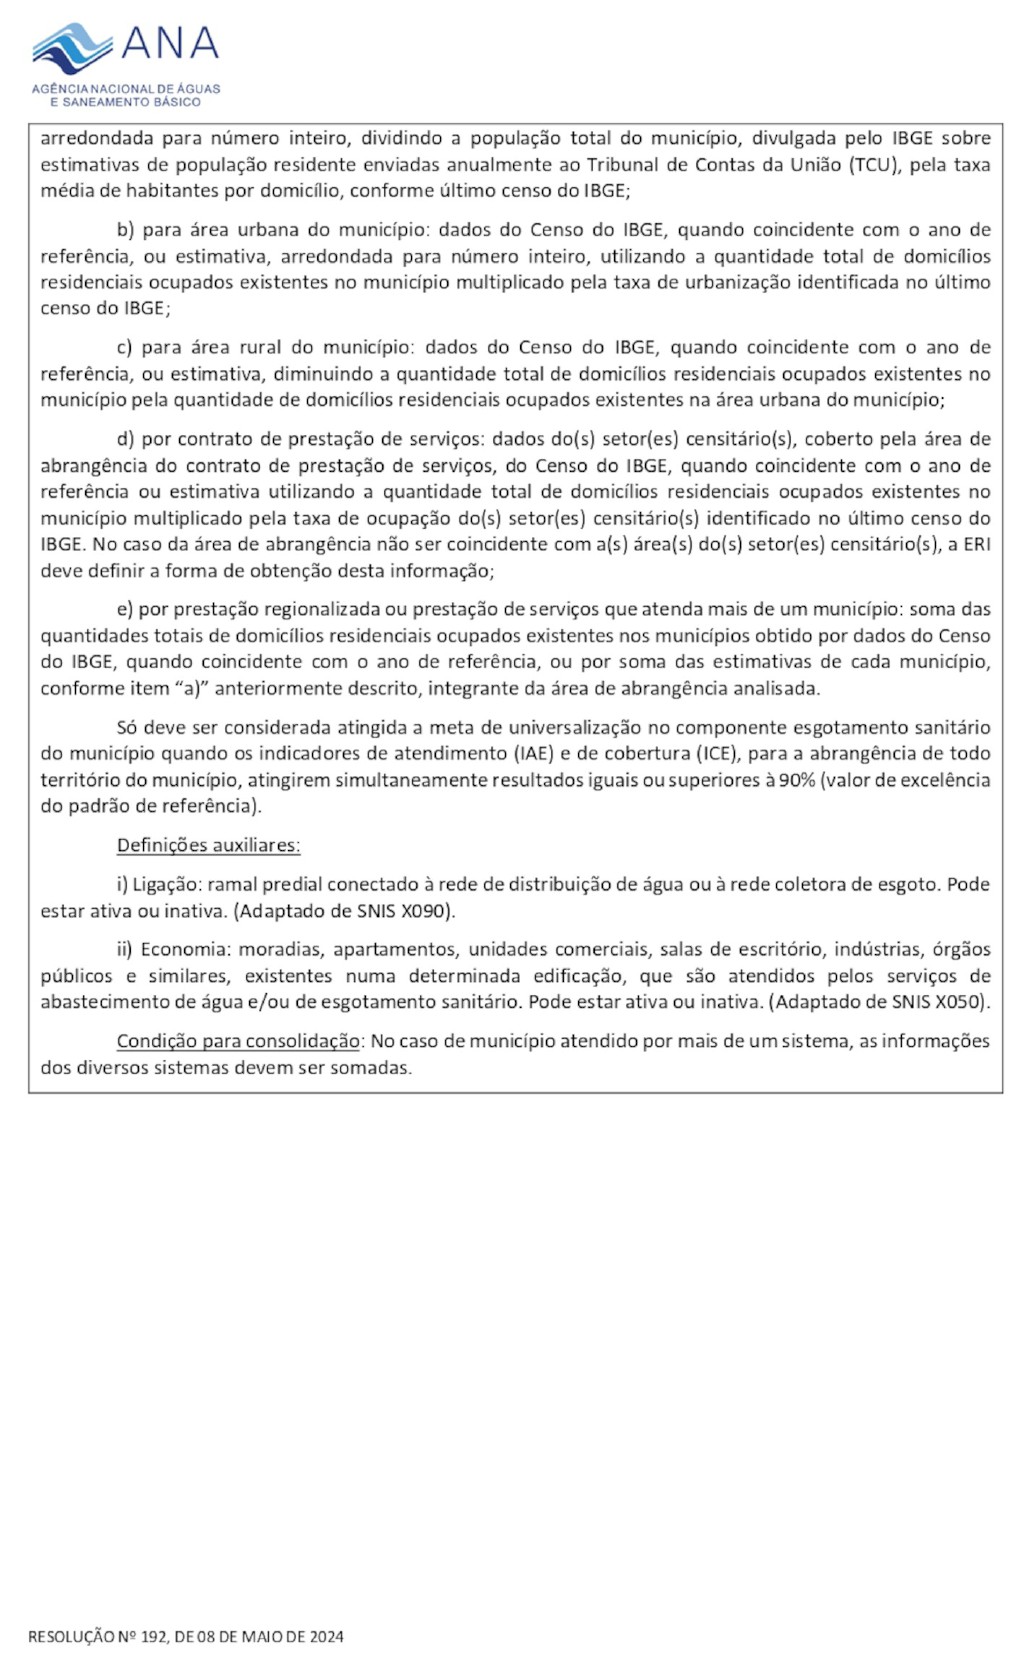 ANA
AGÊNCIA NACIONAL DE ÁGUAS
E SANEAMENTO BÁSICO
arredondada para número inteiro, dividindo a população total do município, divulgada pelo IBGE sobre
estimativas de população residente enviadas anualmente ao Tribunal de Contas da União (TCU), pela taxa
média de habitantes por domicílio, conforme último censo do IBGE;
b) para área urbana do município: dados do Censo do IBGE, quando coincidente com o ano de
referência, ou estimativa, arredondada para número inteiro, utilizando a quantidade total de domicílios
residenciais ocupados existentes no município multiplicado pela taxa de urbanização identificada no último
censo do IBGE;
c) para área rural do município: dados do Censo do IBGE, quando coincidente com o ano de
referência, ou estimativa, diminuindo a quantidade total de domicílios residenciais ocupados existentes no
município pela quantidade de domicílios residenciais ocupados existentes na área urbana do município;
d) por contrato de prestação de serviços: dados do(s) setor(es) censitário(s), coberto pela área de
abrangência do contrato de prestação de serviços, do Censo do IBGE, quando coincidente com o ano de
referência ou estimativa utilizando a quantidade total de domicílios residenciais ocupados existentes no
município multiplicado pela taxa de ocupação do(s) setor(es) censitário(s) identificado no último censo do
IBGE. No caso da área de abrangência não ser coincidente com a(s) área(s) do(s) setor(es) censitário(s), a ERI
deve definir a forma de obtenção desta informação;
e) por prestação regionalizada ou prestação de serviços que atenda mais de um município: soma das
quantidades totais de domicílios residenciais ocupados existentes nos municípios obtido por dados do Censo
do IBGE, quando coincidente com o ano de referência, ou por soma das estimativas de cada município,
conforme item “a)” anteriormente descrito, integrante da área de abrangência analisada.
Só deve ser considerada atingida a meta de universalização no componente esgotamento sanitário
do município quando os indicadores de atendimento (IAE) e de cobertura (ICE), para a abrangência de todo
território do município, atingirem simultaneamente resultados iguais ou superiores à 90% (valor de excelência
do padrão de referência).
Definições auxiliares:
i) Ligação: ramal predial conectado à rede de distribuição de água ou à rede coletora de esgoto. Pode
estar ativa ou inativa. (Adaptado de SNIS X090).
ii) Economia: moradias, apartamentos, unidades comerciais, salas de escritório, indústrias, órgãos
públicos e similares, existentes numa determinada edificação, que são atendidos pelos serviços de
abastecimento de água e/ou de esgotamento sanitário. Pode estar ativa ou inativa. (Adaptado de SNIS X050).
Condição para consolidação: No caso de município atendido por mais de um sistema, as informações
dos diversos sistemas devem ser somadas.
RESOLUÇÃO Nº 192, DE 08 DE MAIO DE 2024